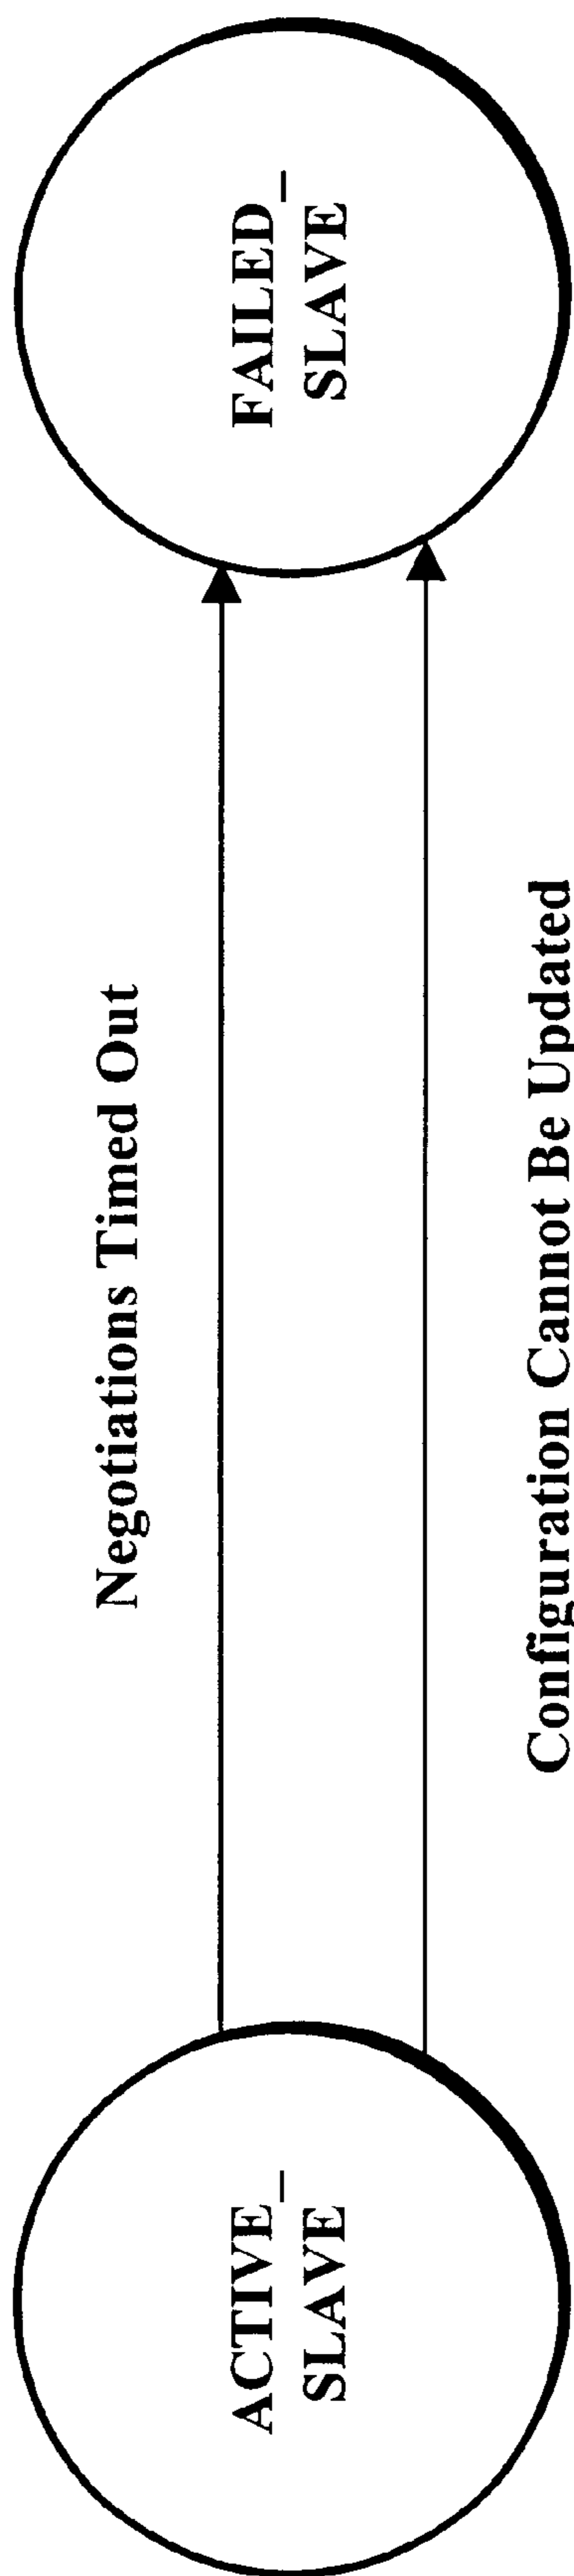 Negotiations Timed Out
ACTIVE_
SLAVE
FAILED_
SLAVE
Configuration Cannot Be Updated